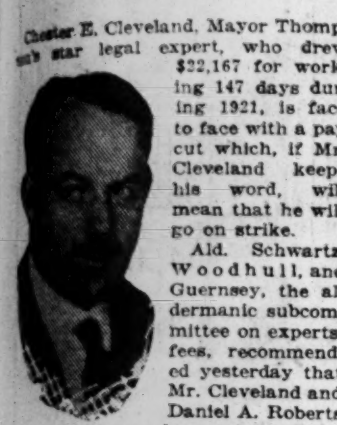 Chester E. Cleveland, Mayor Thomp
son's star legal expert, who drew
$22,167 for work
ing 147 days dur
ing 1921, is face
to face with a pay
cut which, if Mr
Cleveland keep
his word, wil
mean that he wil
go on strike.
Ald. Schwartz
Woodhull, and
Guernsey, the al
dermanic subcom
mittee on experts
fees, recommend
ed yesterday that
Mr. Cleveland and
Daniel A. Roberts